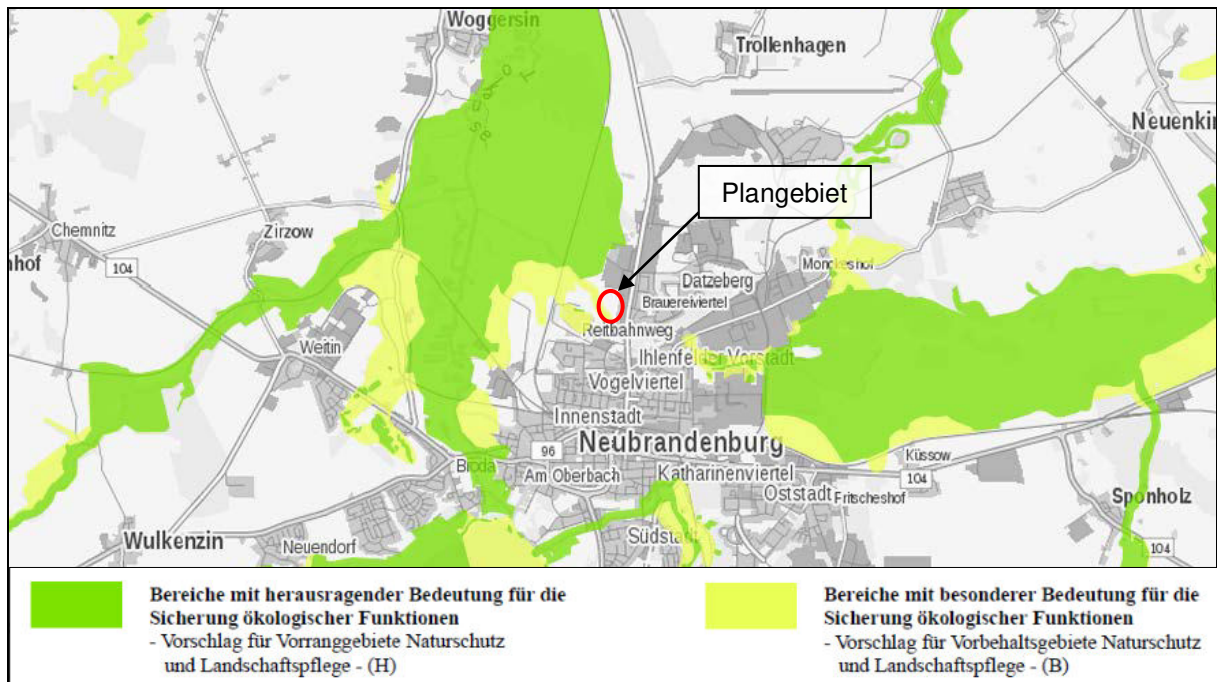 Woggersin
Trollenhagen
Neuenkir
Plangebiet
Chemnitz
Zirzow
hof
104
Monckeshof
Datzeberg
Brauereiviertel
Reitbahnweg
Weitin
Ihlenfelder Vorstadt
Vogelviertel
Innenstadt
Neubrandenburg
96
Broda
Am Oberbach
Katharinenviertel
Küssow
104
Oststadt
Fritscheshof
Sponholz
Wulkenzin
Neuendorf
Südstadt
104
Bereiche mit herausragender Bedeutung für die
Sicherung ökologischer Funktionen
- Vorschlag für Vorranggebiete Naturschutz
und Landschaftspflege - (H)
Bereiche mit besonderer Bedeutung für die
Sicherung ökologischer Funktionen
- Vorschlag für Vorbehaltsgebiete Naturschutz
und Landschaftspflege - (B)